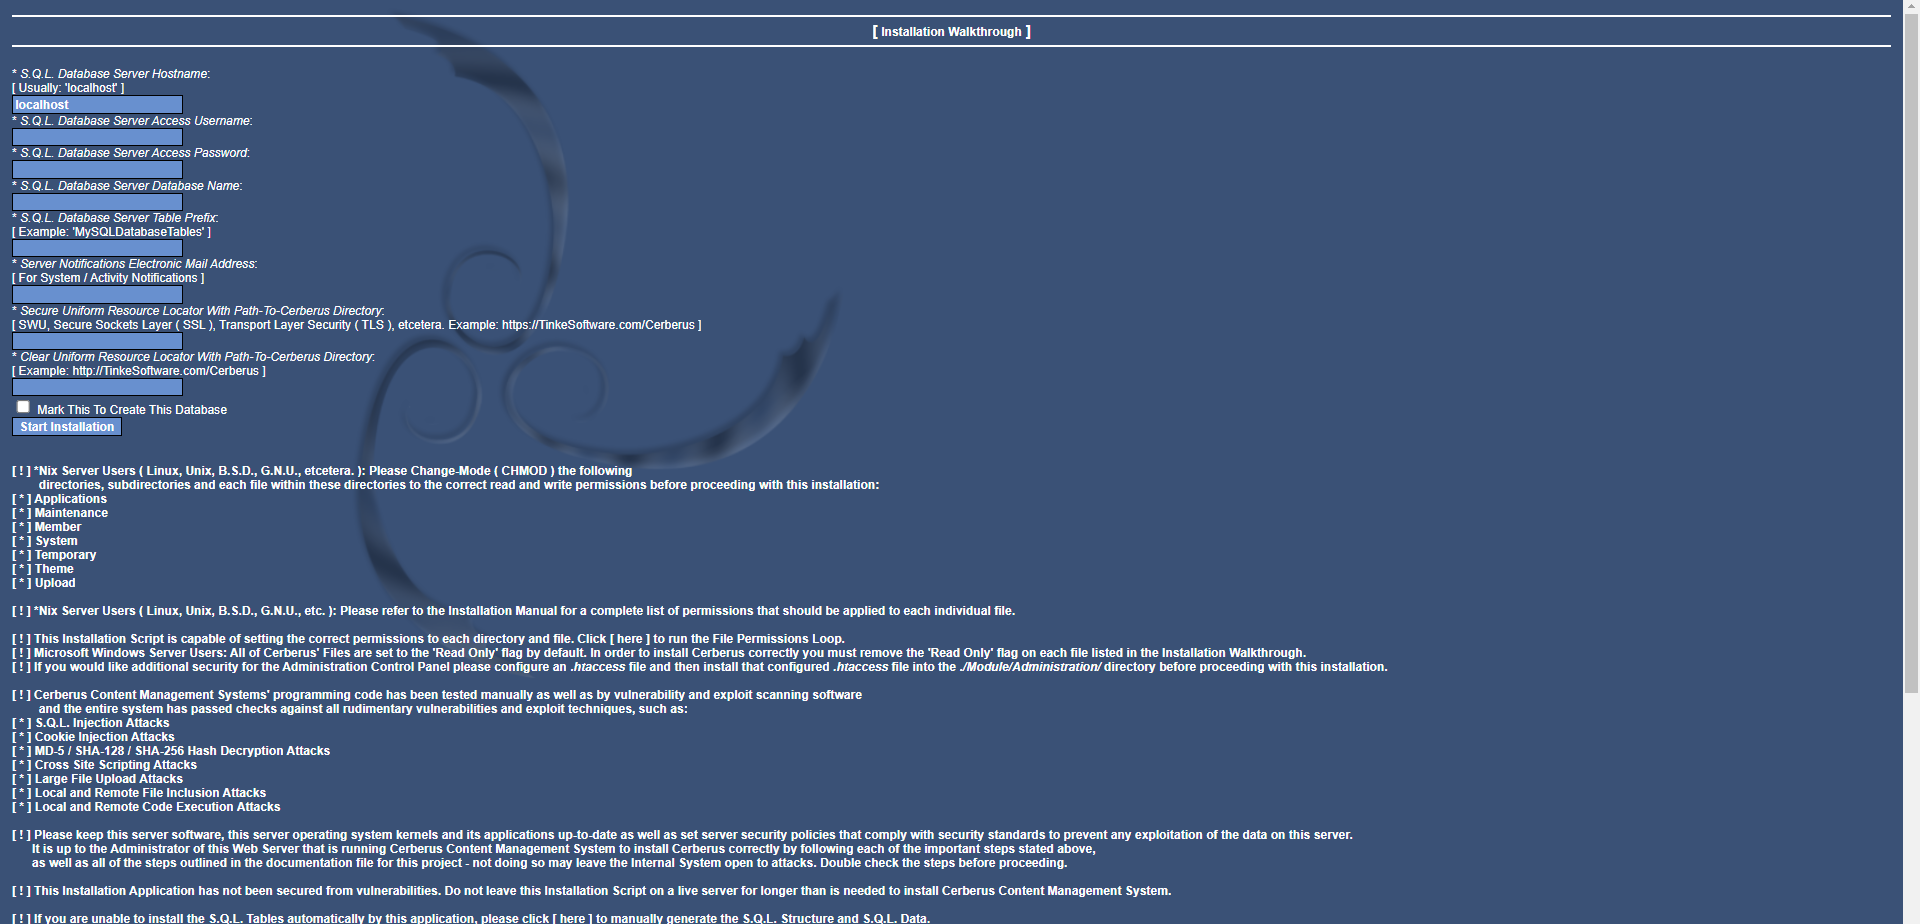 [ Installation Walkthrough ]
* S.Q.L. Database Server Hostname:
[ Usually: 'localhost' ]
localhost
* S.Q.L. Database Server Access Username:
* S.Q.L. Database Server Access Password:
* S.Q.L. Database Server Database Name:
* S.Q.L. Database Server Table Prefix:
[ Example: 'MySQLDatabaseTables' ]
* Server Notifications Electronic Mail Address:
[ For System / Activity Notifications ]
* Secure Uniform Resource Locator With Path-To-Cerberus Directory:
[ SWU, Secure Sockets Layer ( SSL ), Transport Layer Security ( TLS ), etcetera. Example: https://TinkeSoftware.com/Cerberus ]
* Clear Uniform Resource Locator With Path-To-Cerberus Directory:
[ Example: http://TinkeSoftware.com/Cerberus ]
Mark This To Create This Database
Start Installation
[ ! ] *Nix Server Users ( Linux, Unix, B.S.D., G.N.U., etcetera. ): Please Change-Mode ( CHMOD ) the following
directories, subdirectories and each file within these directories to the correct read and write permissions before proceeding with this installation:
[ * ] Applications
[ * ] Maintenance
[ * ] Member
[ * ] System
[ * ] Temporary
[ * ] Theme
[ * ] Upload
[ ! ] *Nix Server Users ( Linux, Unix, B.S.D., G.N.U., etc. ): Please refer to the Installation Manual for a complete list of permissions that should be applied to each individual file.
[ ! ] This Installation Script is capable of setting the correct permissions to each directory and file. Click [ here ] to run the File Permissions Loop.
[ ! ] Microsoft Windows Server Users: All of Cerberus' Files are set to the 'Read Only' flag by default. In order to install Cerberus correctly you must remove the 'Read Only' flag on each file listed in the Installation Walkthrough.
[ ! ] If you would like additional security for the Administration Control Panel please configure an .htaccess file and then install that configured .htaccess file into the ./Module/Administration/ directory before proceeding with this installation.
[ ! ] Cerberus Content Management Systems' programming code has been tested manually as well as by vulnerability and exploit scanning software
and the entire system has passed checks against all rudimentary vulnerabilities and exploit techniques, such as:
[ * ] S.Q.L. Injection Attacks
[ * ] Cookie Injection Attacks
[ * ] MD-5 / SHA-128 / SHA-256 Hash Decryption Attacks
[ * ] Cross Site Scripting Attacks
[ * ] Large File Upload Attacks
[ * ] Local and Remote File Inclusion Attacks
[ * ] Local and Remote Code Execution Attacks
[ ! ] Please keep this server software, this server operating system kernels and its applications up-to-date as well as set server security policies that comply with security standards to prevent any exploitation of the data on this server.
It is up to the Administrator of this Web Server that is running Cerberus Content Management System to install Cerberus correctly by following each of the important steps stated above,
as well as all of the steps outlined in the documentation file for this project - not doing so may leave the Internal System open to attacks. Double check the steps before proceeding.
[ ! ] This Installation Application has not been secured from vulnerabilities. Do not leave this Installation Script on a live server for longer than is needed to install Cerberus Content Management System.
[ ! ] If you are unable to install the S.Q.L. Tables automatically by this application, please click [ here ] to manually generate the S.Q.L. Structure and S.Q.L. Data.